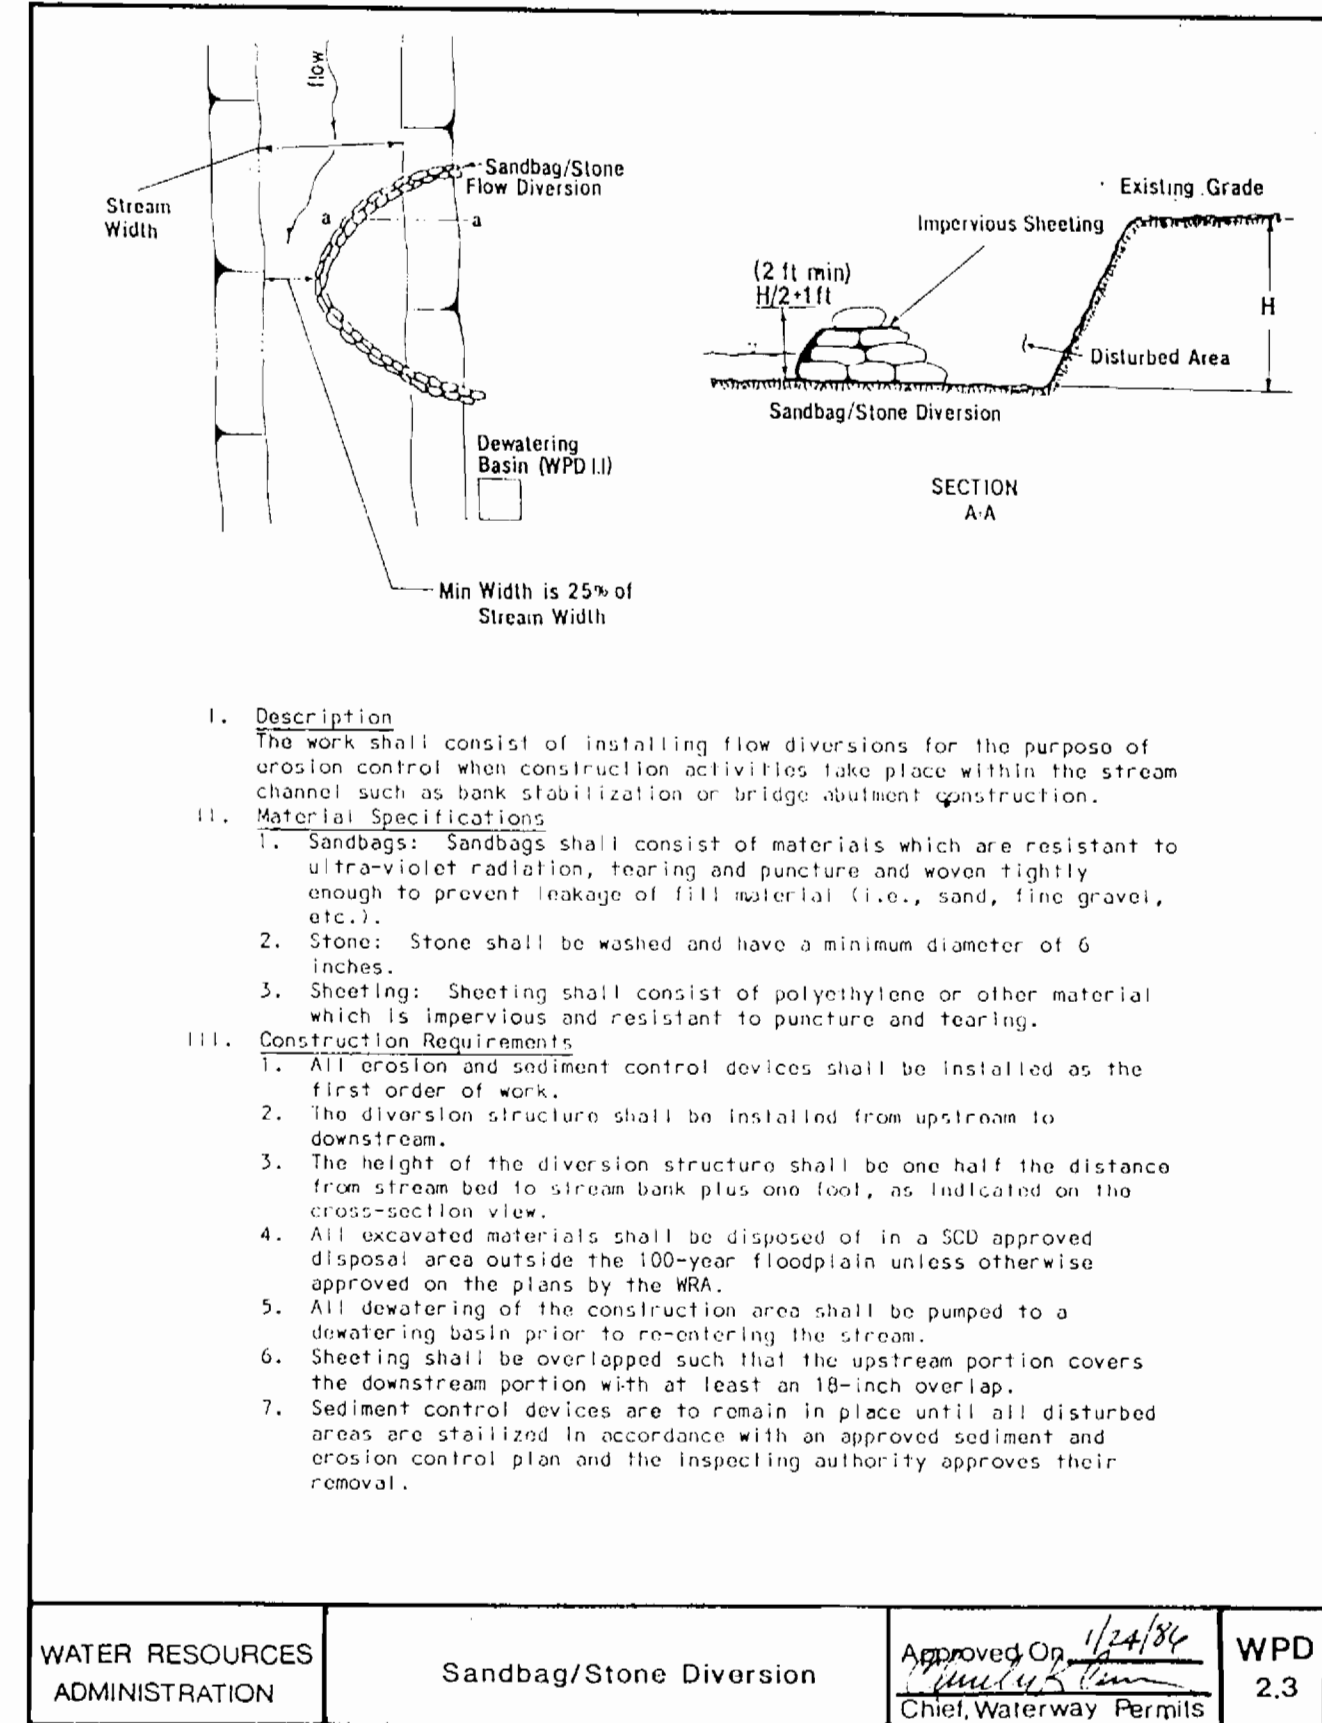 flow
Sandbag/Stone
Flow Diversion
Stream
Width
a
a
Existing Grade
Impervious Sheeting
(2 ft min)
H/2+1ft
H
Disturbed Area
Sandbag/Stone Diversion
Dewatering
Basin (WPD 1.1)
SECTION
A-A
Min Width is 25% of
Stream Width
I. Description
The work shall consist of installing flow diversions for the purpose of
erosion control when construction activities take place within the stream
channel such as bank stabilization or bridge abutment construction.
II. Material Specifications
1. Sandbags: Sandbags shall consist of materials which are resistant to
ultra-violet radiation, tearing and puncture and woven tightly
enough to prevent leakage of fill material (i.e., sand, fine gravel,
etc.).
2. Stone: Stone shall be washed and have a minimum diameter of 6
inches.
3. Sheeting: Sheeting shall consist of polyethylene or other material
which is impervious and resistant to puncture and tearing.
III. Construction Requirements
1. All erosion and sediment control devices shall be installed as the
first order of work.
2. The diversion structure shall be installed from upstream to
downstream.
3. The height of the diversion structure shall be one half the distance
from stream bed to stream bank plus one foot, as indicated on the
cross-section view.
4. All excavated materials shall be disposed of in a SCD approved
disposal area outside the 100-year floodplain unless otherwise
approved on the plans by the WRA.
5. All dewatering of the construction area shall be pumped to a
dewatering basin prior to re-entering the stream.
6. Sheeting shall be overlapped such that the upstream portion covers
the downstream portion with at least an 18-inch overlap.
7. Sediment control devices are to remain in place until all disturbed
areas are stailized in accordance with an approved sediment and
erosion control plan and the inspecting authority approves their
removal.
WATER RESOURCES
ADMINISTRATION
Sandbag/Stone Diversion
Approved On 1/24/86
Chief, Waterway Permits
WPD
2.3